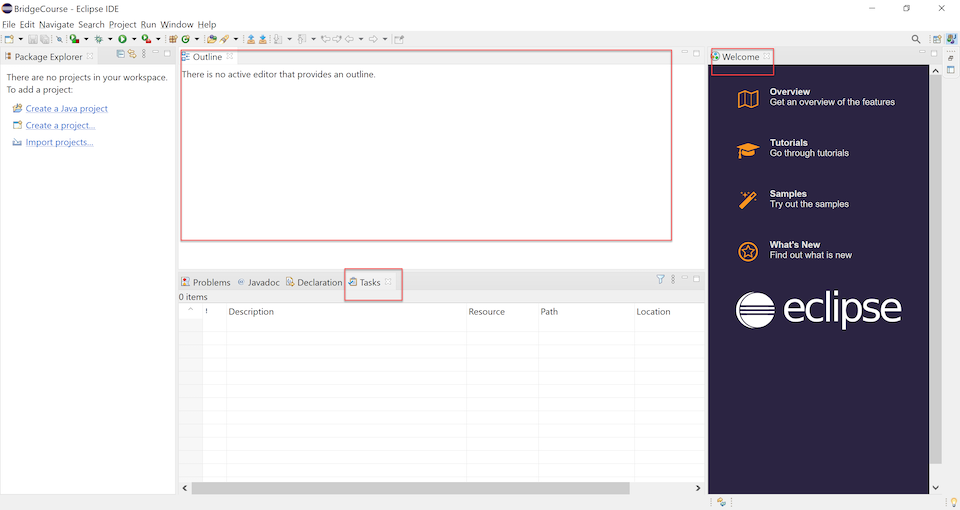 BridgeCourse - Eclipse IDE
File Edit Navigate Search Project Run Window Help
Package Explorer
There are no projects in your workspace.
To add a project:
Create a Java project
Create a project...
Import projects...
Outline
There is no active editor that provides an outline.
Problems Javadoc Declaration Tasks
0 items
! Description Resource Path Location
Welcome
Overview
Get an overview of the features
Tutorials
Go through tutorials
Samples
Try out the samples
What's New
Find out what is new
eclipse